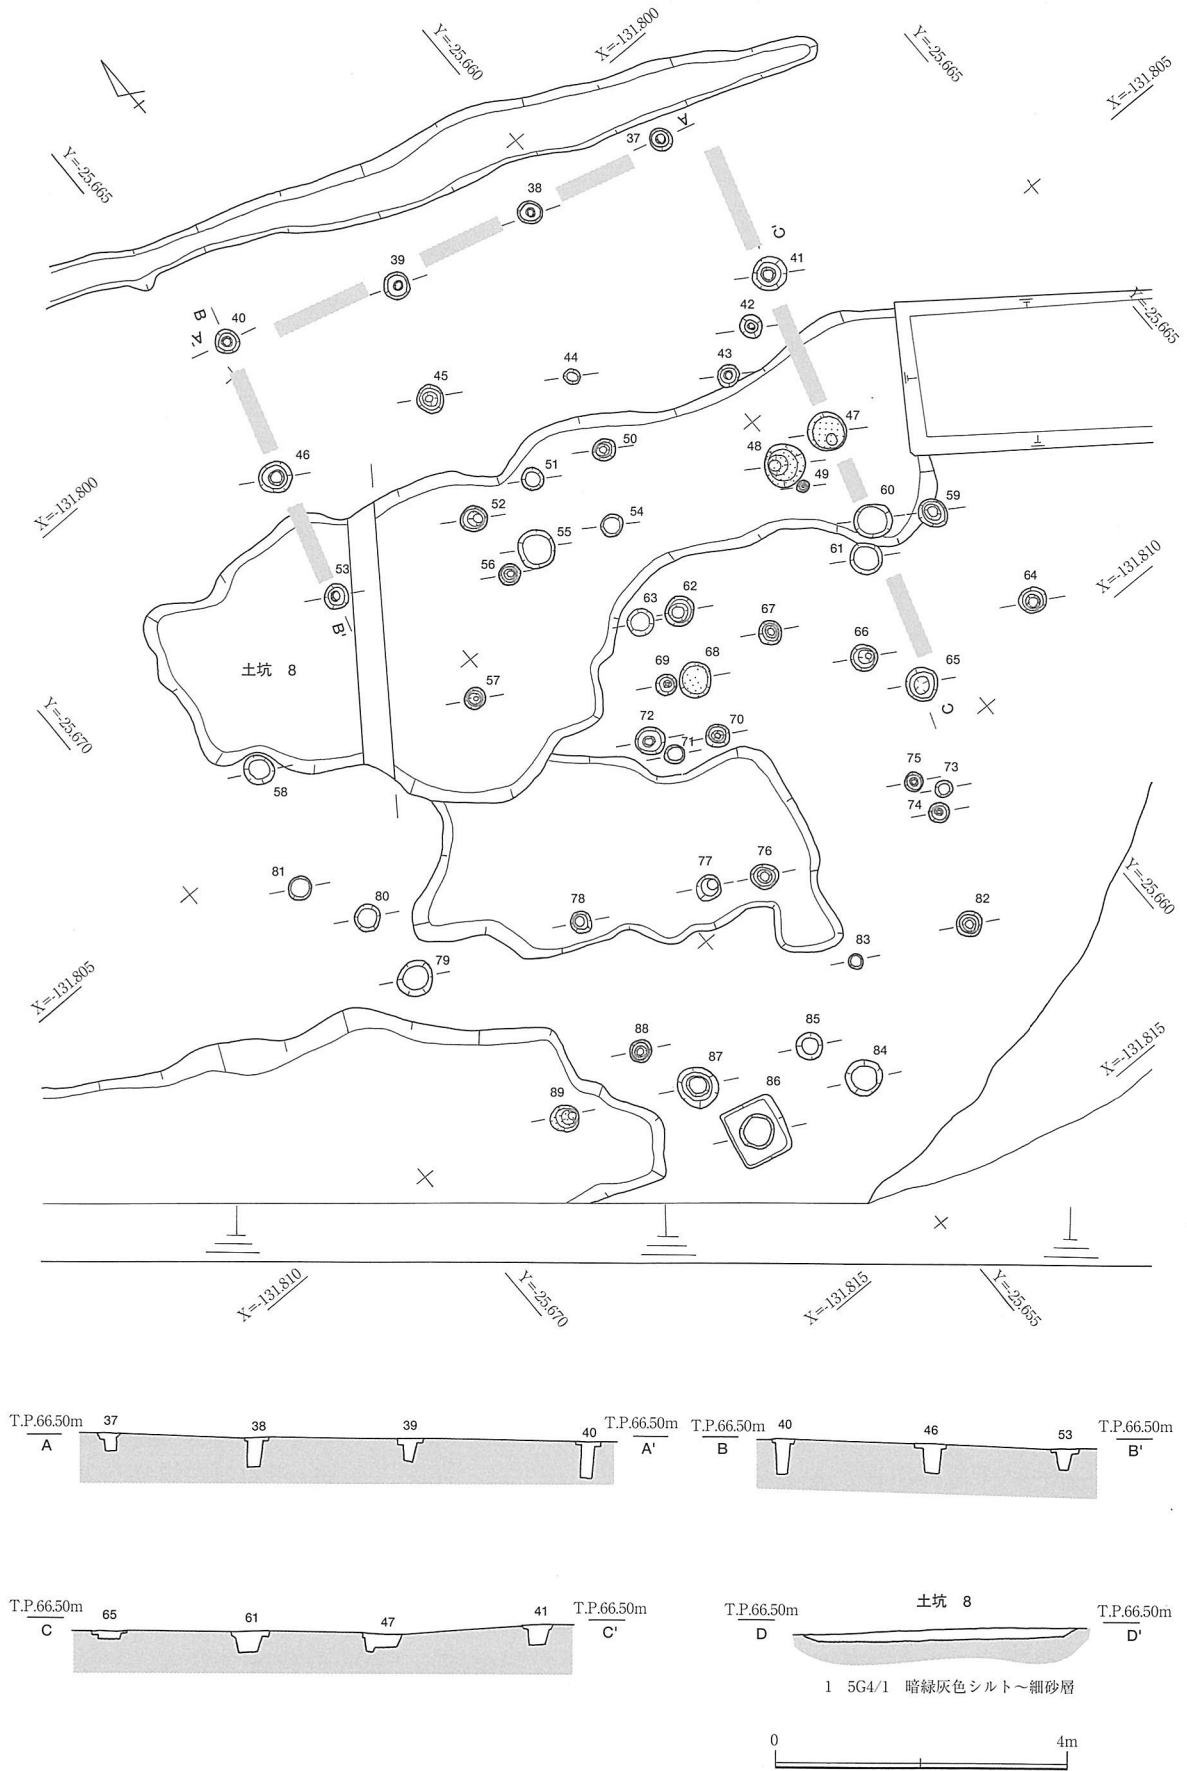 Y=-25.660
X=-131.800
Y=-25.665
X=-131.805
Y=-25.665
37
A
38
39
C'
41
B
A'
40
42
Y=-25.665
44
43
45
47
50
48
46
51
49
X=-131.800
52
54
60
59
55
61
56
X=-131.810
53
B'
63
62
64
67
土坑 8
66
69
68
65
57
C
Y=-25.670
72
70
71
75
73
58
74
76
77
81
80
78
82
Y=-25.660
83
79
X=-131.805
88
85
87
84
X=-131.815
86
89
X=-131.810
Y=-25.670
X=-131.815
Y=-25.655
T.P.66.50m
A
37
38
39
40
T.P.66.50m
A'
T.P.66.50m
B
40
46
53
T.P.66.50m
B'
T.P.66.50m
C
65
61
47
41
T.P.66.50m
C'
土坑 8
T.P.66.50m
D
T.P.66.50m
D'
1 5G4/1 暗緑灰色シルト〜細砂層
0 4m